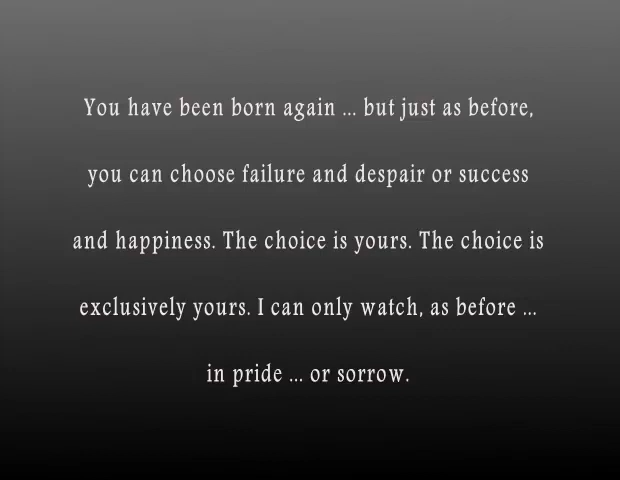 You have been born again ... but just as before,
you can choose failure and despair or success
and happiness. The choice is yours. The choice is
exclusively yours. I can only watch, as before ...
in pride ... or sorrow.